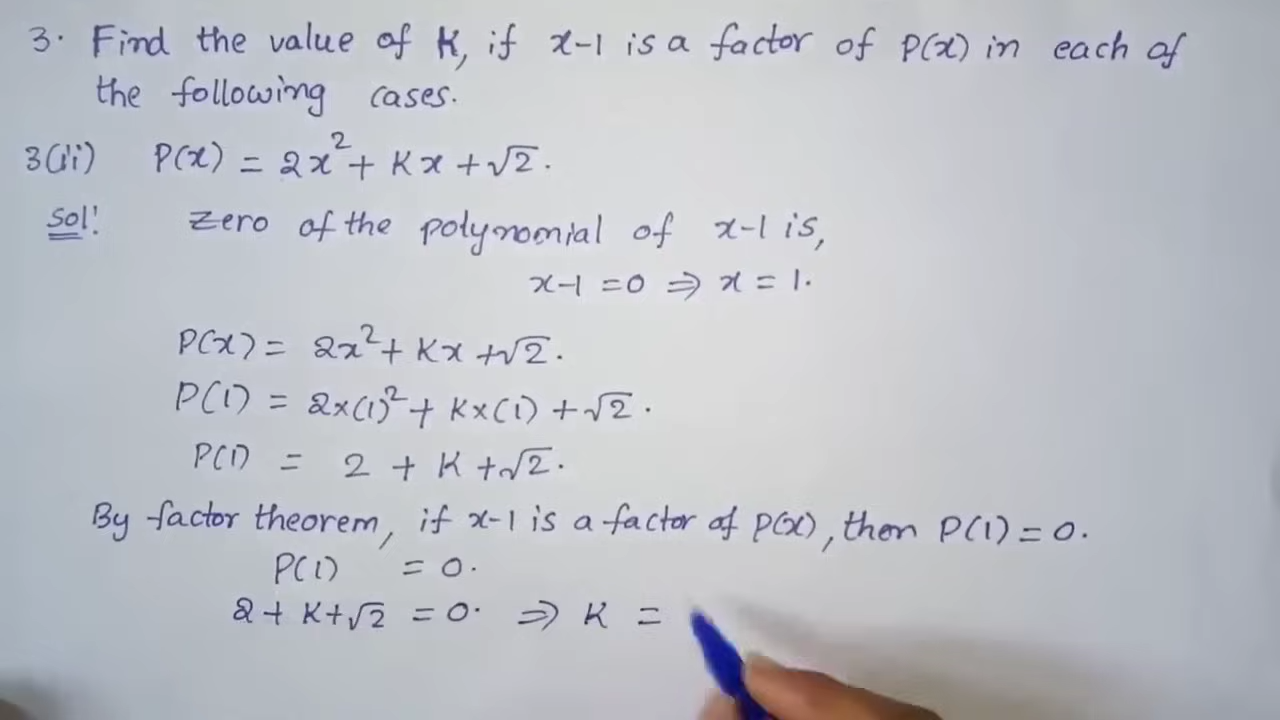 3. Find the value of K, if x-1 is a factor of P(x) in each of
the following cases.
3(ii) P(x) = 2x² + Kx + √2.
Sol! Zero of the polynomial of x-1 is,
x-1 = 0 ⇒ x = 1.
P(x) = 2x² + Kx + √2.
P(1) = 2×(1)² + K×(1) + √2.
P(1) = 2 + K + √2.
By factor theorem, if x-1 is a factor of P(x), then P(1) = 0.
P(1) = 0.
2 + K + √2 = 0. ⇒ K =